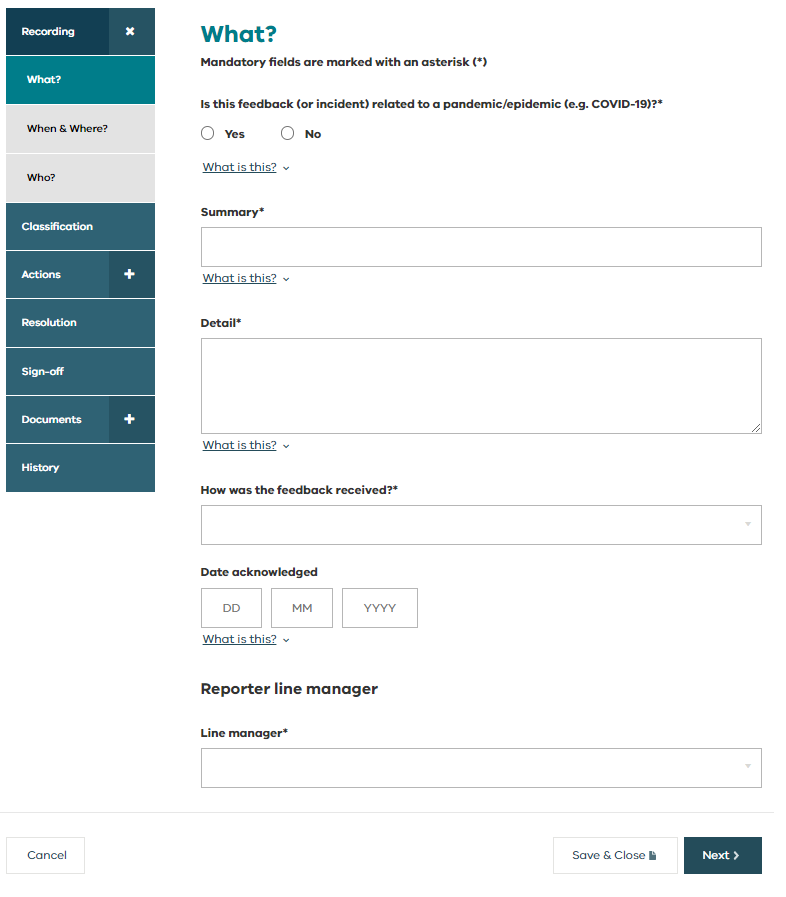 Recording
What?
When & Where?
Who?
Classification
Actions
Resolution
Sign-off
Documents
History
What?
Mandatory fields are marked with an asterisk (*)
Is this feedback (or incident) related to a pandemic/epidemic (e.g. COVID-19)?*
Yes No
What is this?
Summary*
What is this?
Detail*
What is this?
How was the feedback received?*
Date acknowledged
DD MM YYYY
What is this?
Reporter line manager
Line manager*
Cancel Save & Close Next